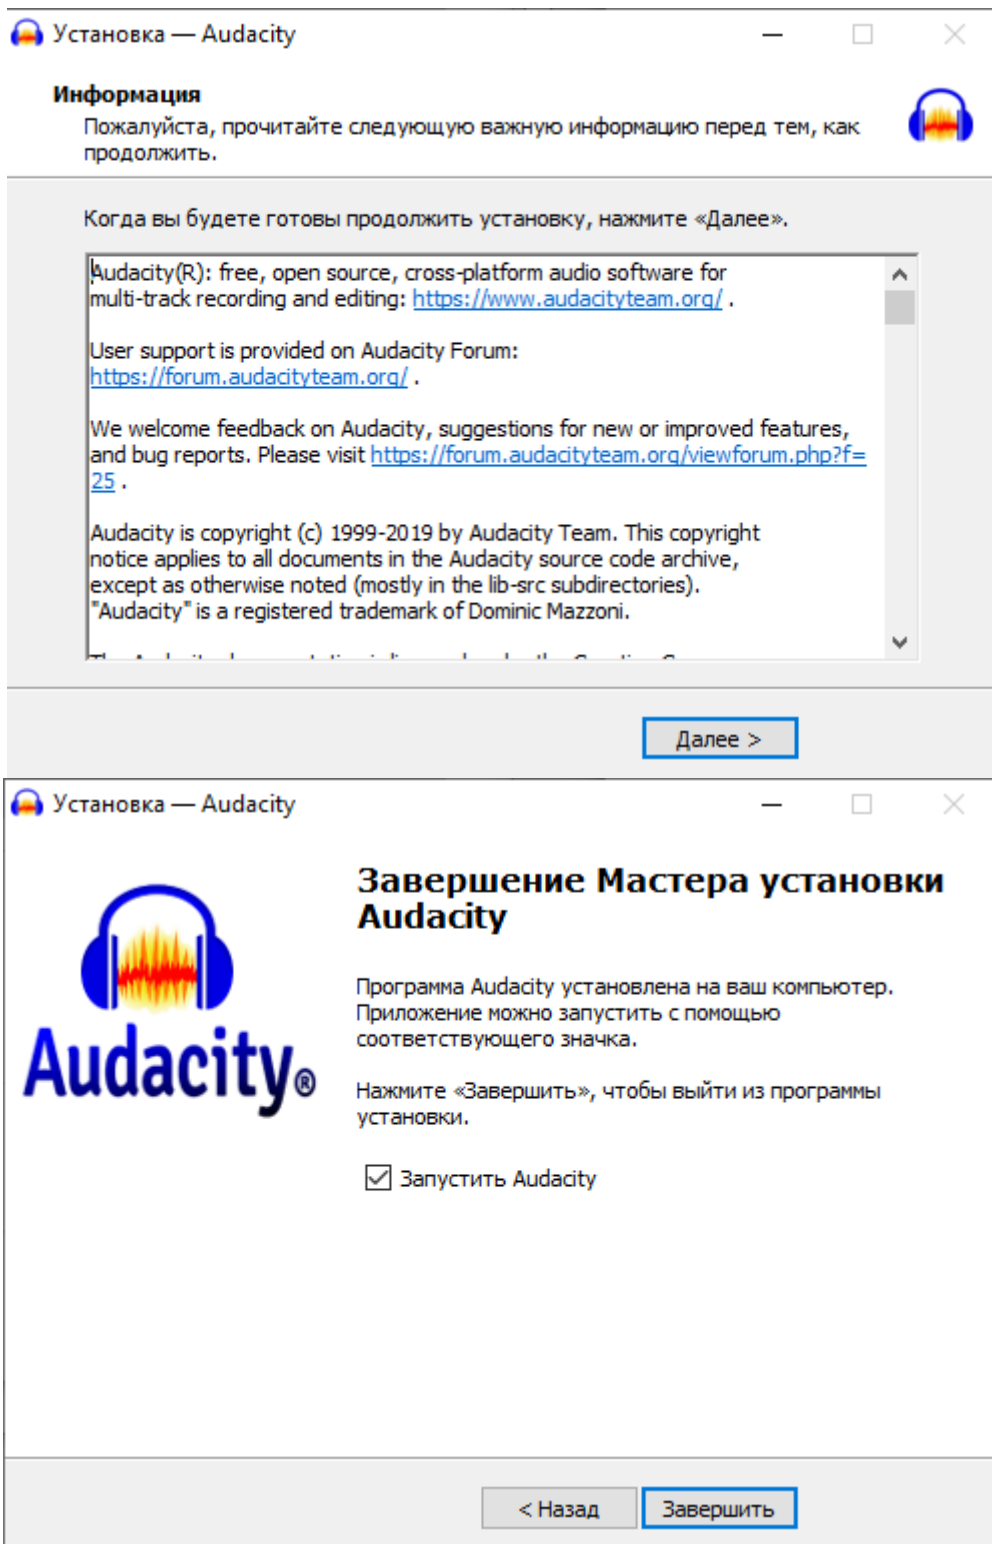 Установка — Audacity
Информация
Пожалуйста, прочитайте следующую важную информацию перед тем, как
продолжить.
Когда вы будете готовы продолжить установку, нажмите «Далее».
Audacity(R): free, open source, cross-platform audio software for
multi-track recording and editing: https://www.audacityteam.org/ .
User support is provided on Audacity Forum:
https://forum.audacityteam.org/ .
We welcome feedback on Audacity, suggestions for new or improved features,
and bug reports. Please visit https://forum.audacityteam.org/viewforum.php?f=
25 .
Audacity is copyright (c) 1999-2019 by Audacity Team. This copyright
notice applies to all documents in the Audacity source code archive,
except as otherwise noted (mostly in the lib-src subdirectories).
"Audacity" is a registered trademark of Dominic Mazzoni.
Далее >
Установка — Audacity
Завершение Мастера установки
Audacity
Программа Audacity установлена на ваш компьютер.
Приложение можно запустить с помощью
соответствующего значка.
Нажмите «Завершить», чтобы выйти из программы
установки.
Запустить Audacity
Audacity®
< Назад
Завершить